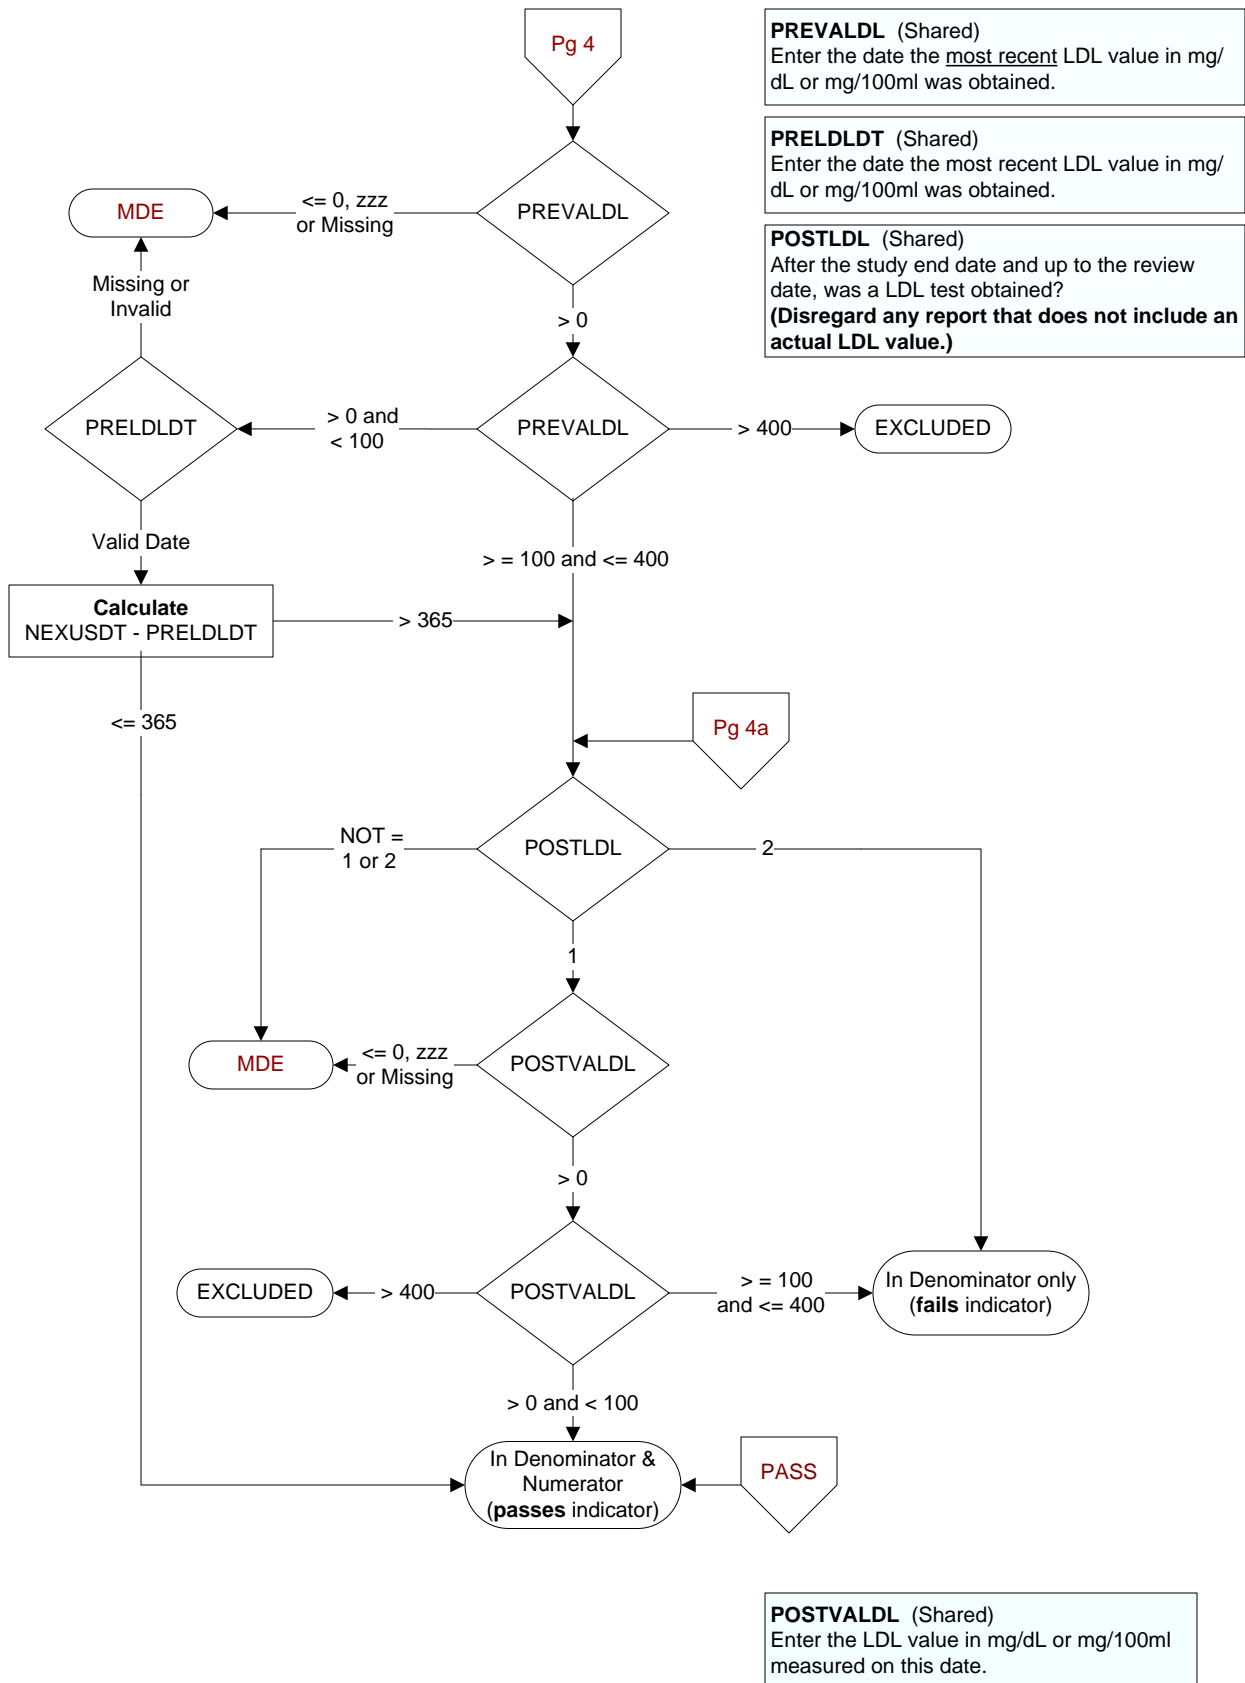 Pg 4
PREVALDL (Shared)
Enter the date the most recent LDL value in mg/
dL or mg/100ml was obtained.
PRELDLDT (Shared)
Enter the date the most recent LDL value in mg/
dL or mg/100ml was obtained.
POSTLDL (Shared)
After the study end date and up to the review
date, was a LDL test obtained?
(Disregard any report that does not include an
actual LDL value.)
MDE
<= 0, zzz
or Missing
PREVALDL
Missing or
Invalid
> 0
PRELDLDT
> 0 and
< 100
PREVALDL
> 400
EXCLUDED
Valid Date
> = 100 and <= 400
Calculate
NEXUSDT - PRELDLDT
> 365
<= 365
Pg 4a
NOT =
1 or 2
POSTLDL
2
1
MDE
<= 0, zzz
or Missing
POSTVALDL
> 0
EXCLUDED
> 400
POSTVALDL
> = 100
and <= 400
In Denominator only
(fails indicator)
> 0 and < 100
In Denominator &
Numerator
(passes indicator)
PASS
POSTVALDL (Shared)
Enter the LDL value in mg/dL or mg/100ml
measured on this date.